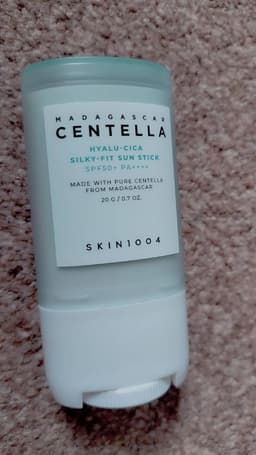 MADAGASCAR
CENTELLA
HYALU-CICA
SILKY-FIT SUN STICK
SPF50+ PA++++
MADE WITH PURE CENTELLA
FROM MADAGASCAR
20 G / 0.7 OZ.
SKIN1004